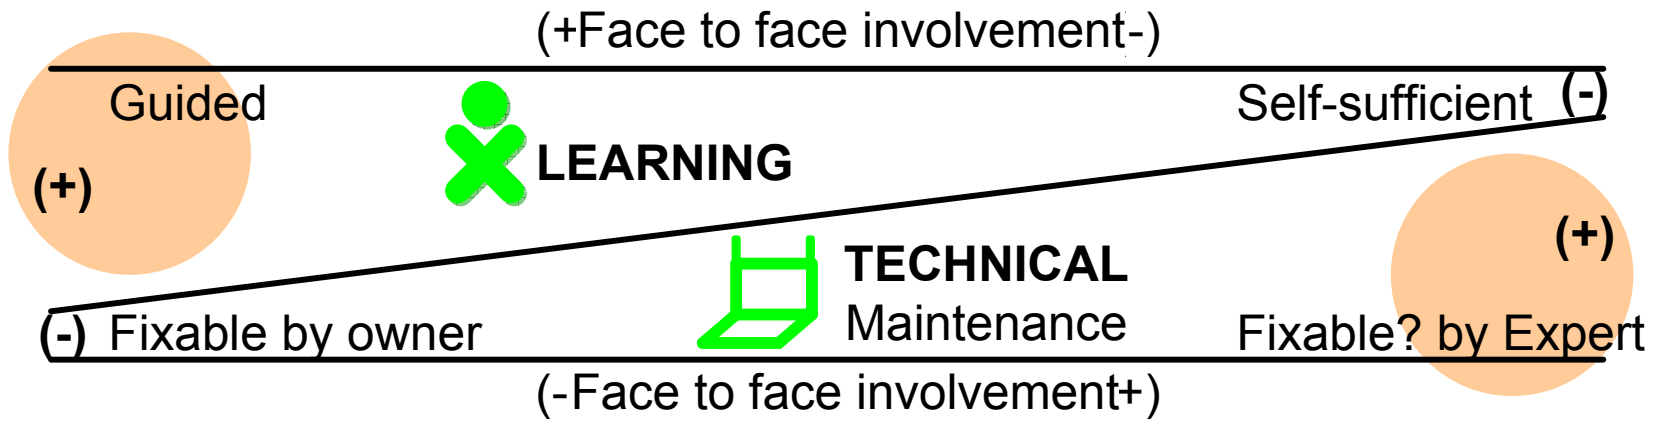 (+Face to face involvement-)
Guided
Self-sufficient (-)
(+)
LEARNING
(+)
TECHNICAL
Maintenance
(-) Fixable by owner
Fixable? by Expert
(-Face to face involvement+)